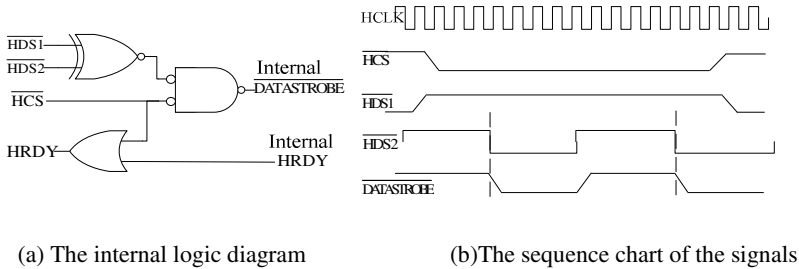 HDS1
HDS2
HCS
HRDY
Internal
DATASTROBE
Internal
HRDY
HCLK
HCS
HDS1
HDS2
DATASTROBE
(a) The internal logic diagram
(b)The sequence chart of the signals